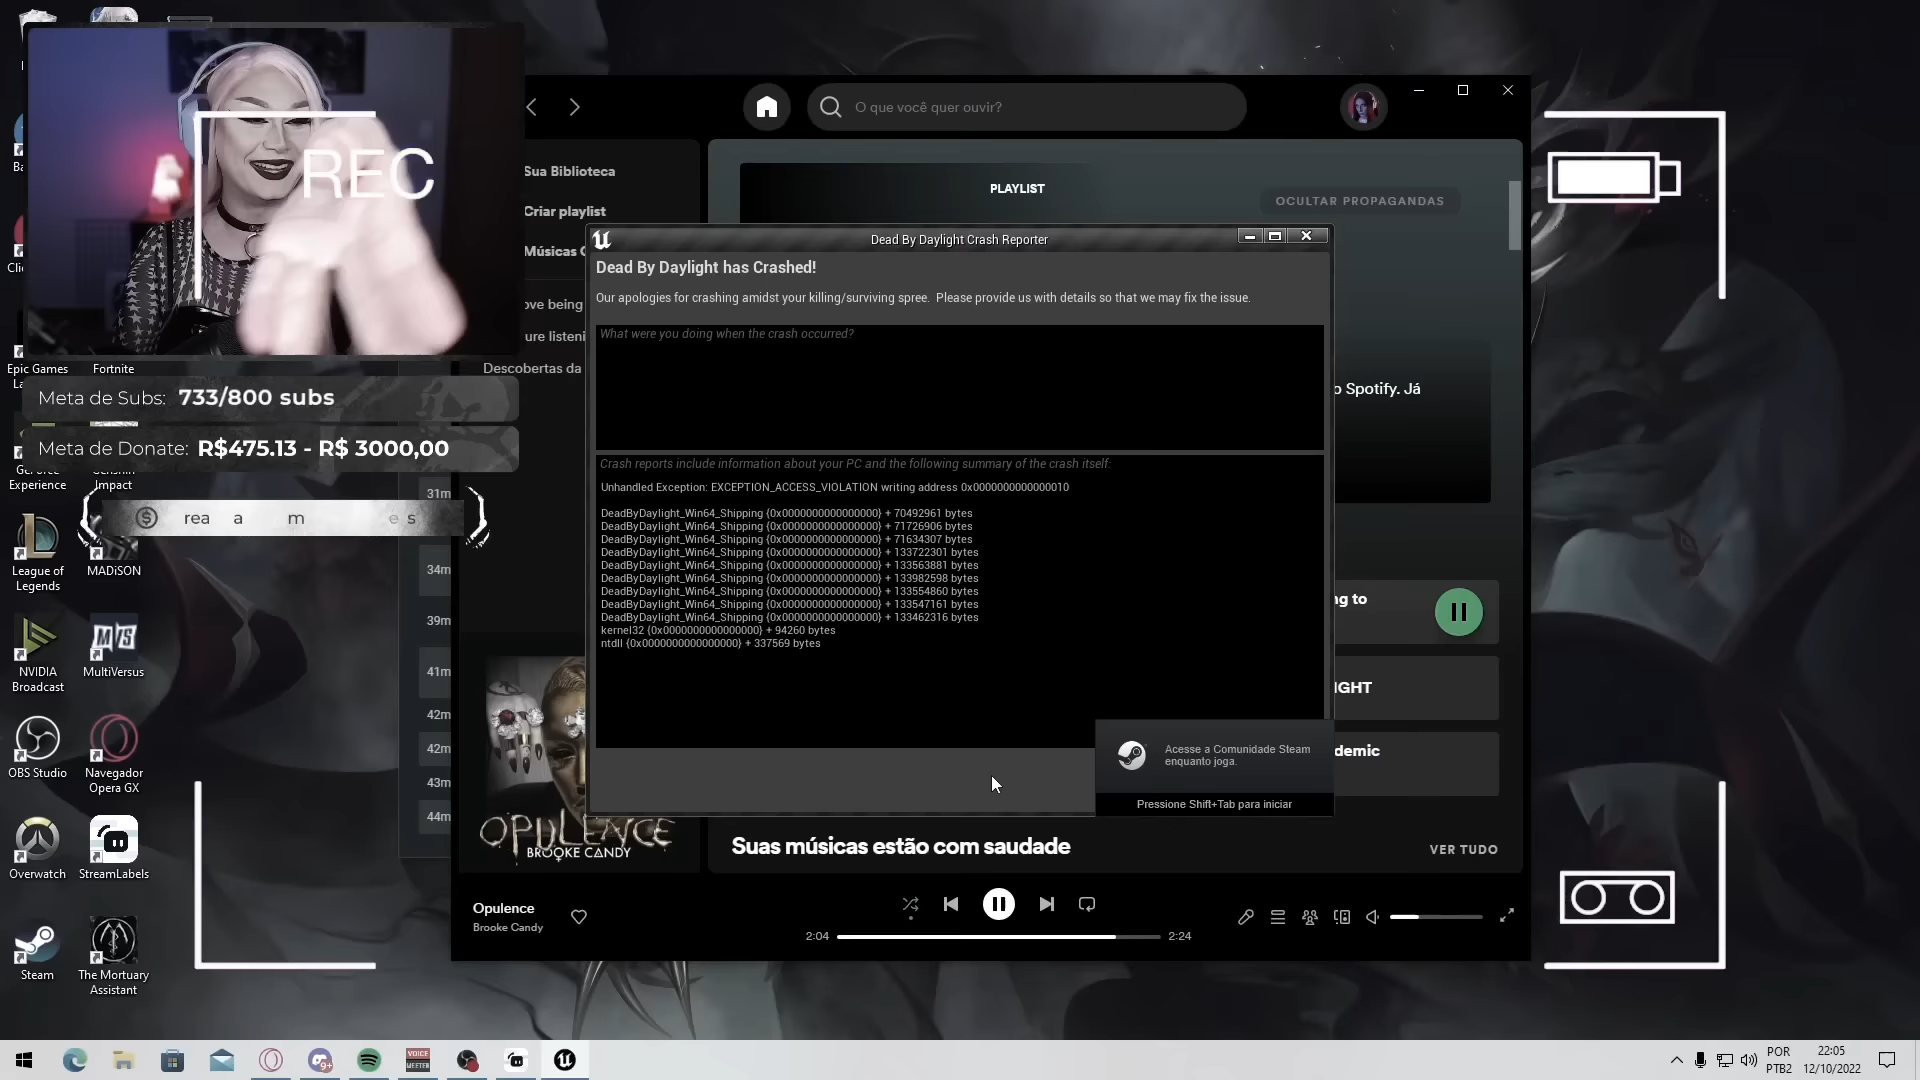 REC
Meta de Subs: 733/800 subs
Meta de Donate: R$475.13 - R$ 3000,00
Epic Games
Fortnite
Experience
Impact
League of
Legends
MADiSON
NVIDIA
Broadcast
MultiVersus
OBS Studio
Navegador
Opera GX
Overwatch
StreamLabels
Steam
The Mortuary
Assistant
O que você quer ouvir?
Sua Biblioteca
Criar playlist
Músicas
Descobertas da
PLAYLIST
OCULTAR PROPAGANDAS
Dead By Daylight Crash Reporter
Dead By Daylight has Crashed!
Our apologies for crashing amidst your killing/surviving spree. Please provide us with details so that we may fix the issue.
What were you doing when the crash occurred?
Crash reports include information about your PC and the following summary of the crash itself:
Unhandled Exception: EXCEPTION_ACCESS_VIOLATION writing address 0x0000000000000010
DeadByDaylight_Win64_Shipping {0x0000000000000000} + 70492961 bytes
DeadByDaylight_Win64_Shipping {0x0000000000000000} + 71726906 bytes
DeadByDaylight_Win64_Shipping {0x0000000000000000} + 71634307 bytes
DeadByDaylight_Win64_Shipping {0x0000000000000000} + 133722301 bytes
DeadByDaylight_Win64_Shipping {0x0000000000000000} + 133563881 bytes
DeadByDaylight_Win64_Shipping {0x0000000000000000} + 133982598 bytes
DeadByDaylight_Win64_Shipping {0x0000000000000000} + 133554860 bytes
DeadByDaylight_Win64_Shipping {0x0000000000000000} + 133547161 bytes
DeadByDaylight_Win64_Shipping {0x0000000000000000} + 133462316 bytes
kernel32 {0x0000000000000000} + 94260 bytes
ntdll {0x0000000000000000} + 337569 bytes
Spotify. Já
31m
34m
39m
41m
42m
42m
43m
44m
Acesse a Comunidade Steam
enquanto joga.
Pressione Shift+Tab para iniciar
OPULENCE
BROOKE CANDY
Suas músicas estão com saudade
VER TUDO
Opulence
Brooke Candy
2:04
2:24
VOICE
MEETER
9+
POR
PTB2
22:05
12/10/2022